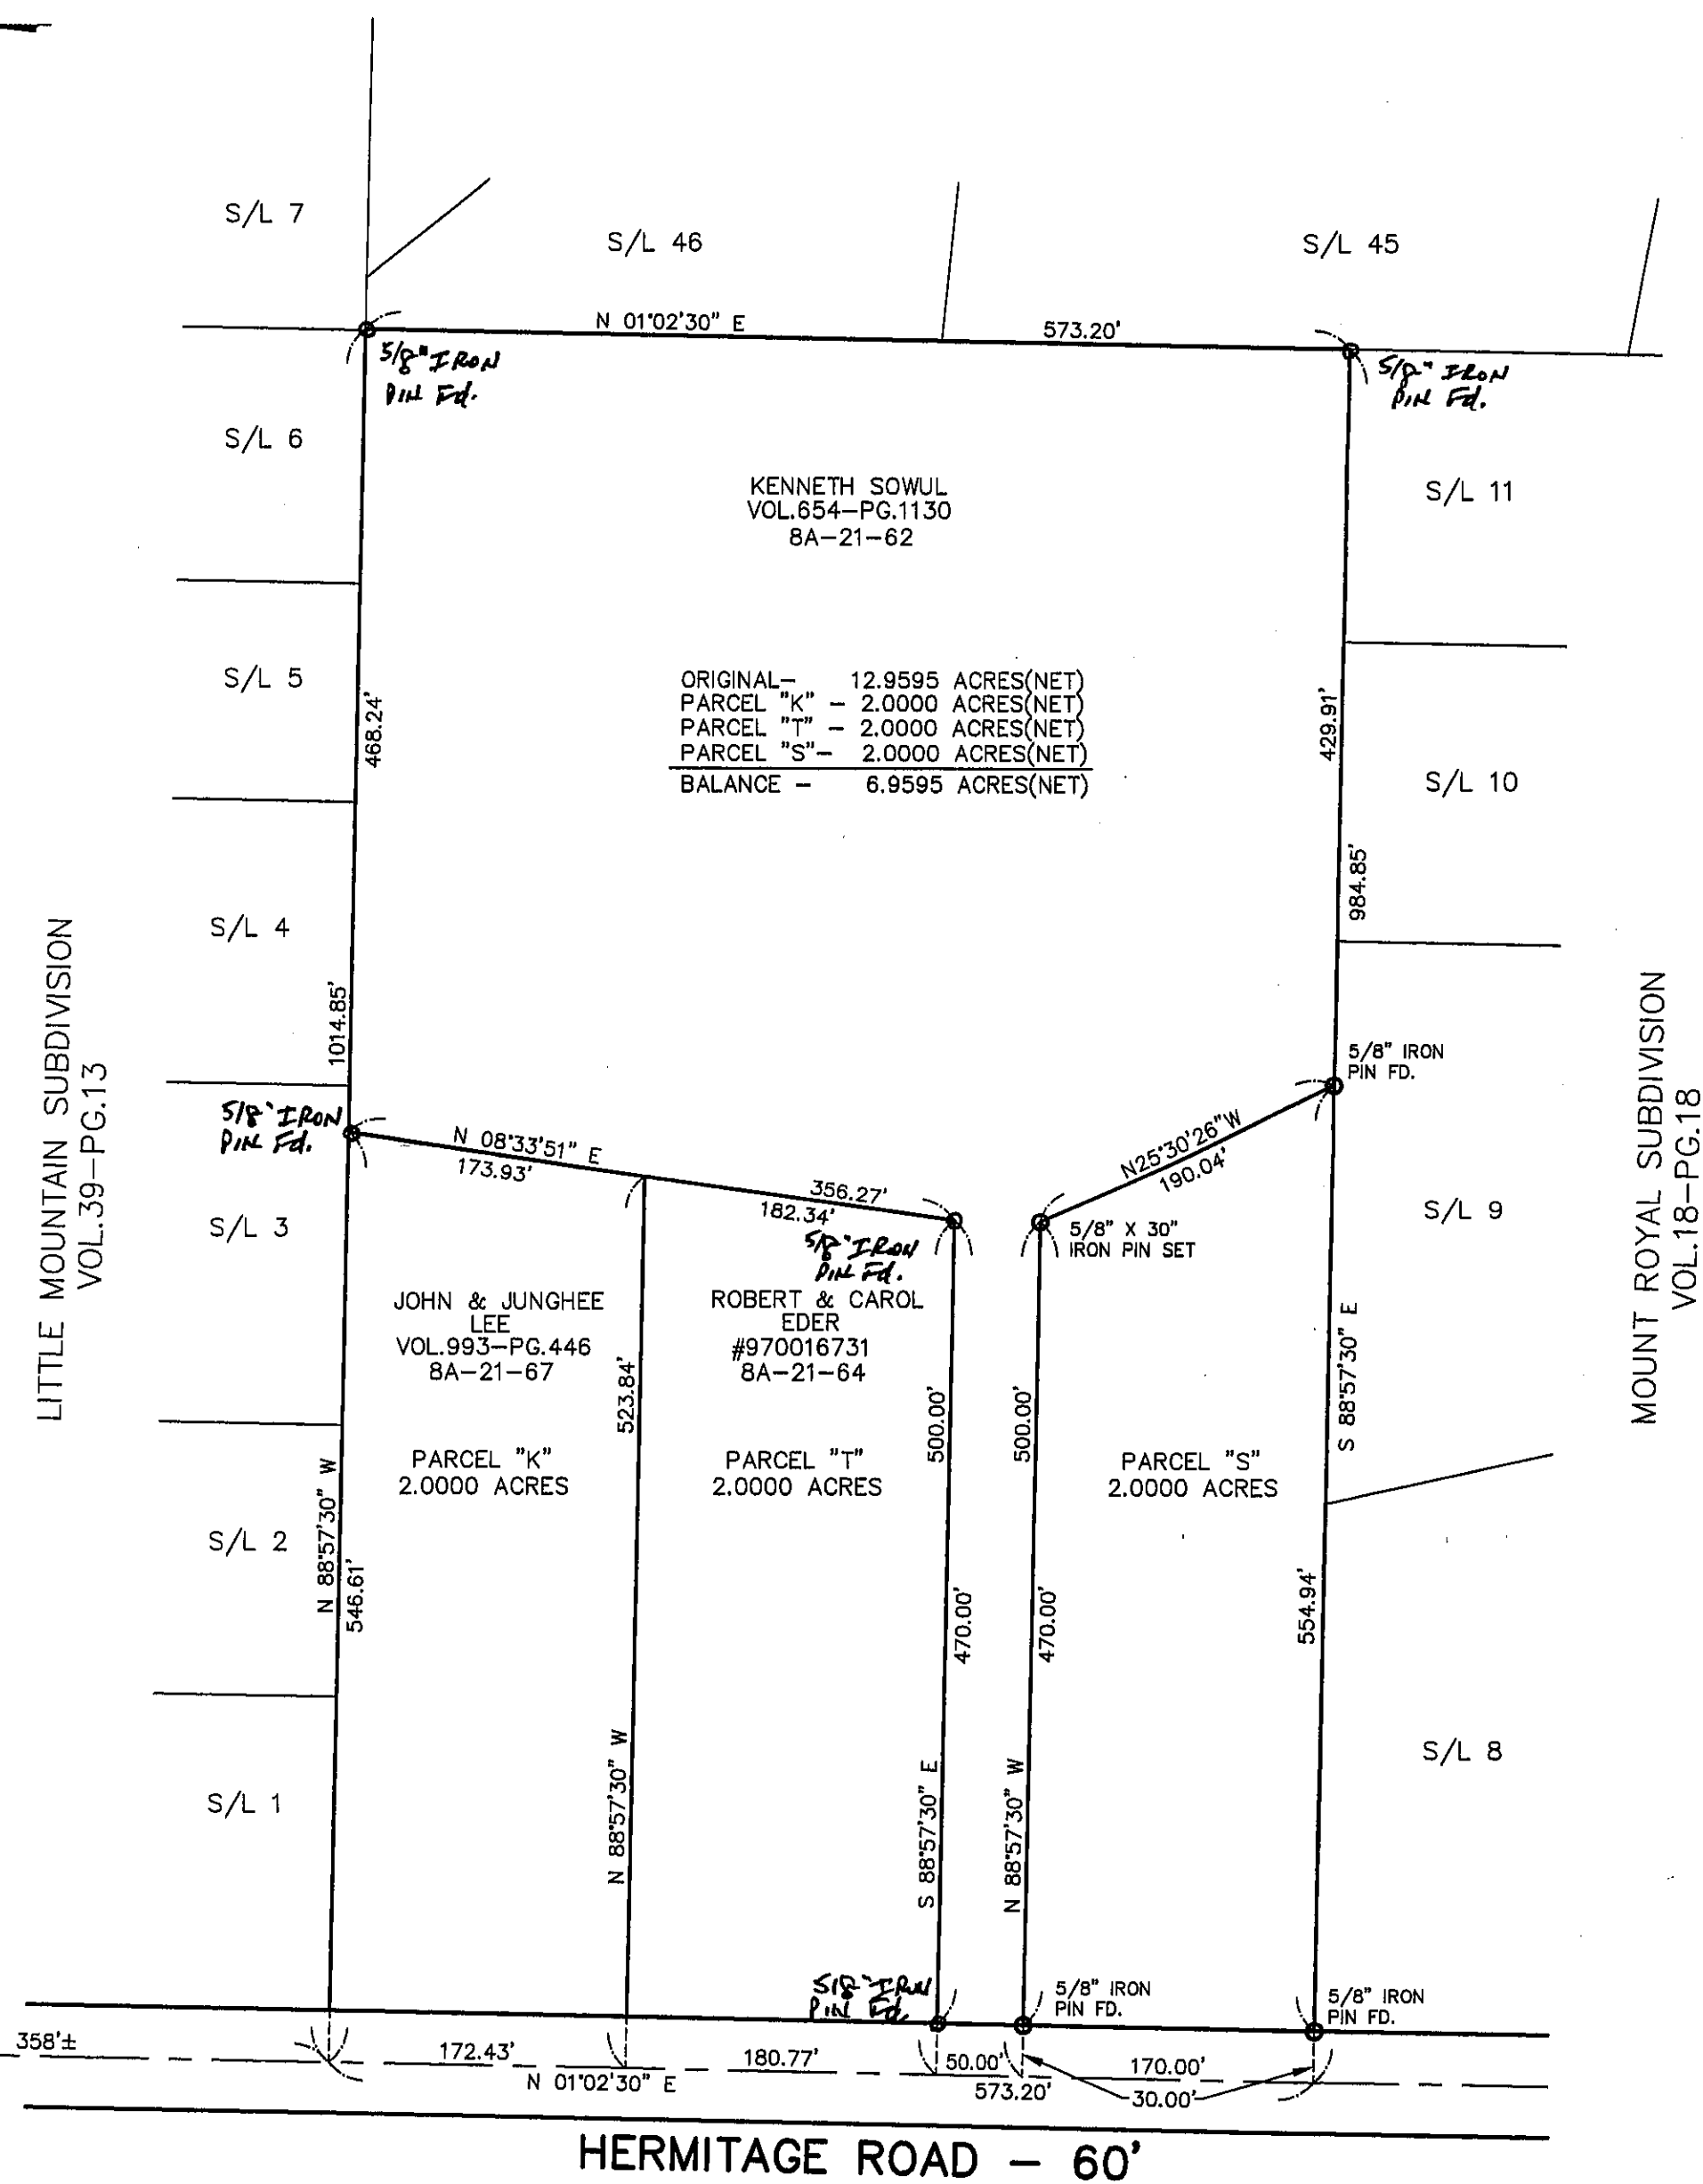 S/L 7
S/L 46
S/L 45
N 01°02'30" E
573.20'
5/8" IRON
PIN Fd.
5/8" IRON
PIN Fd.
S/L 6
KENNETH SOWUL
VOL.654-PG.1130
8A-21-62
S/L 11
S/L 5
468.24'
ORIGINAL- 12.9595 ACRES(NET)
PARCEL "K" - 2.0000 ACRES(NET)
PARCEL "T" - 2.0000 ACRES(NET)
PARCEL "S"- 2.0000 ACRES(NET)
BALANCE - 6.9595 ACRES(NET)
429.91'
S/L 10
984.85'
S/L 4
1014.85'
LITTLE MOUNTAIN SUBDIVISION
VOL.39-PG.13
MOUNT ROYAL SUBDIVISION
VOL.18-PG.18
5/8" IRON
PIN FD.
5/8" IRON
PIN Fd.
N 08°33'51" E
173.93'
356.27'
182.34'
N25°30'26"W
190.04'
S/L 3
5/8" IRON
PIN Fd.
5/8" X 30"
IRON PIN SET
S/L 9
JOHN & JUNGHEE
LEE
VOL.993-PG.446
8A-21-67
ROBERT & CAROL
EDER
#970016731
8A-21-64
523.84'
500.00'
500.00'
S 88°57'30" E
PARCEL "K"
2.0000 ACRES
PARCEL "T"
2.0000 ACRES
PARCEL "S"
2.0000 ACRES
S/L 2
N 88°57'30" W
546.61'
470.00'
470.00'
554.94'
S/L 1
N 88°57'30" W
S 88°57'30" E
N 88°57'30" W
S/L 8
5/8" IRON
PIN Fd.
5/8" IRON
PIN FD.
5/8" IRON
PIN FD.
358'±
172.43'
180.77'
50.00'
170.00'
N 01°02'30" E
573.20'
30.00'
HERMITAGE ROAD - 60'